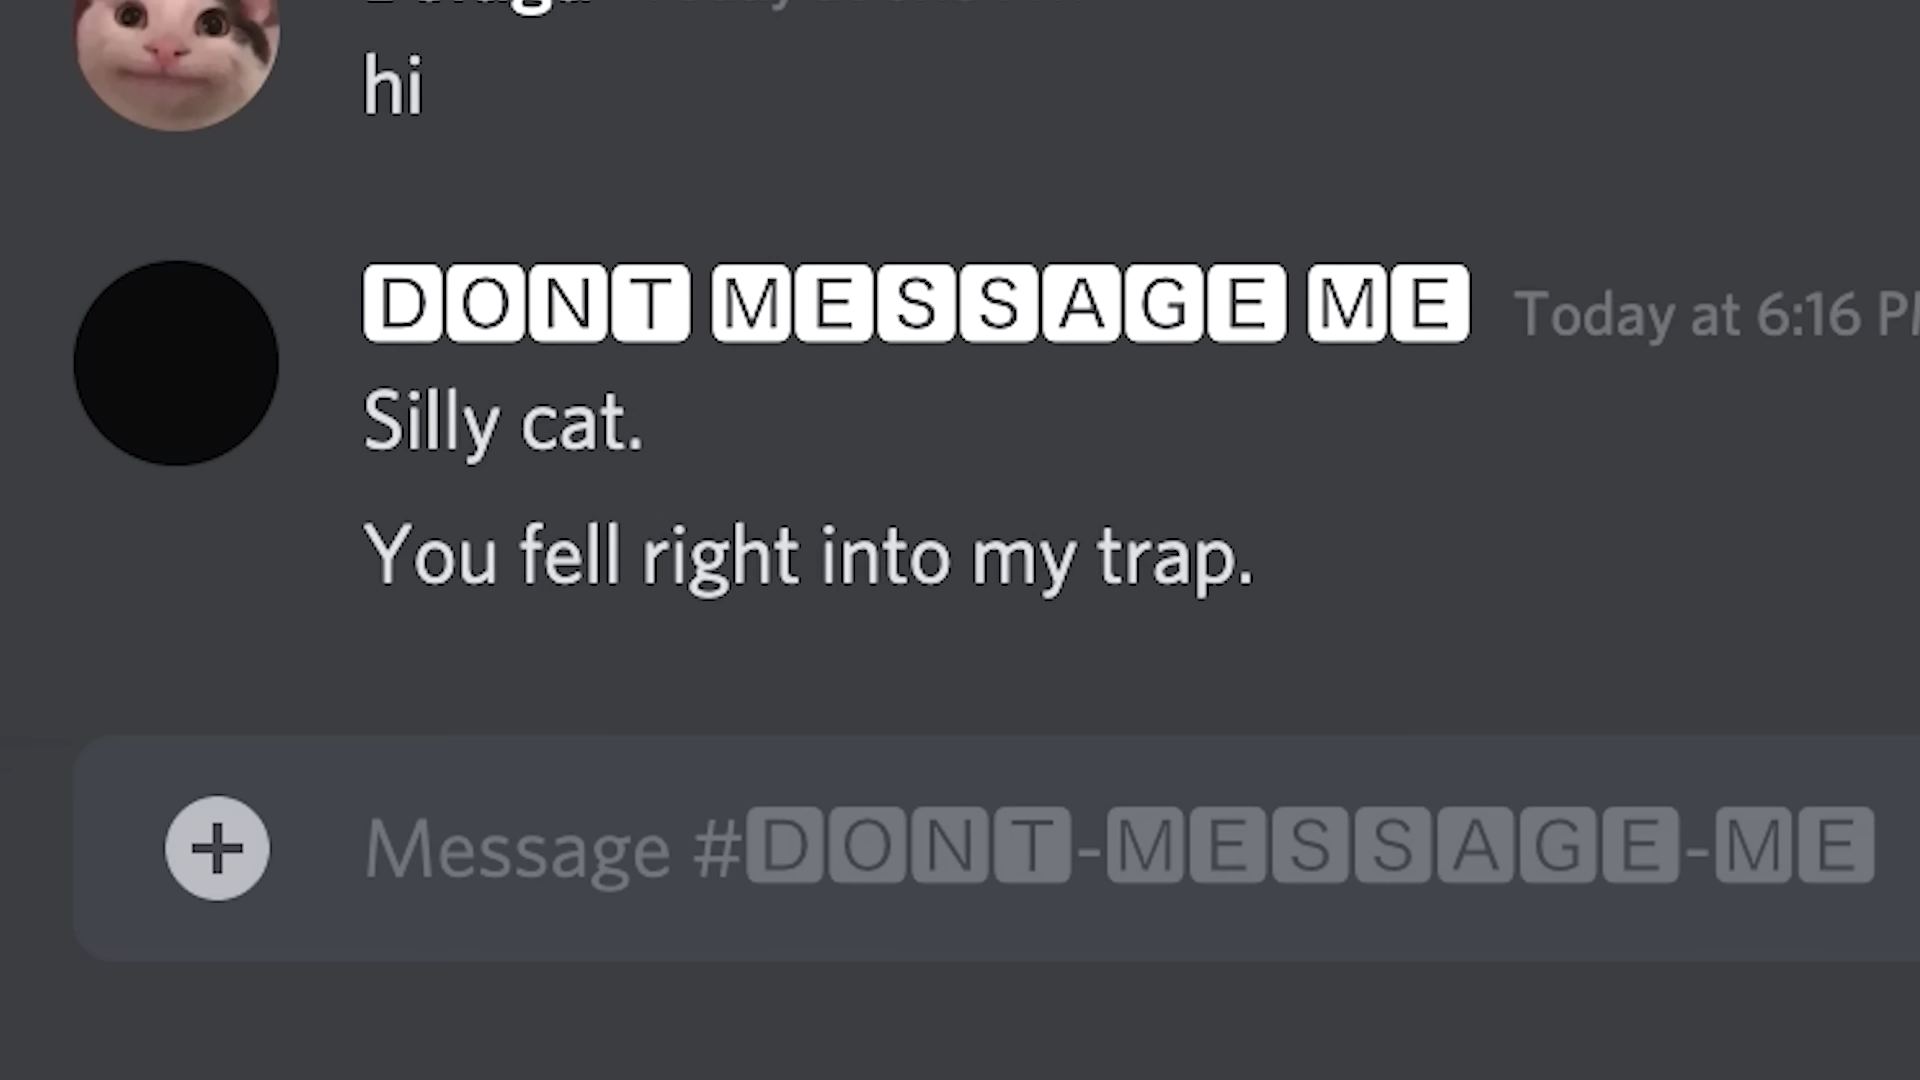 hi
🄳🄾🄽🅃 🄼🄴🅂🅂🄰🄶🄴 🄼🄴 Today at 6:16
Silly cat.
You fell right into my trap.
Message #🄳🄾🄽🅃-🄼🄴🅂🅂🄰🄶🄴-🄼🄴